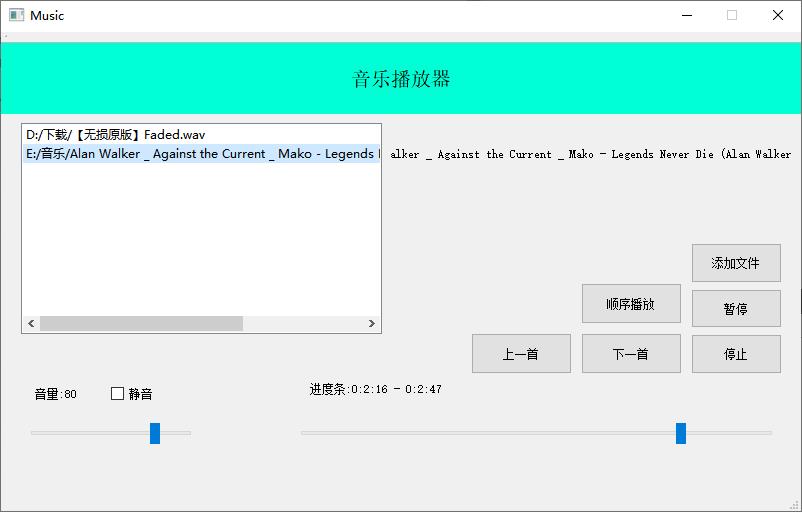 Music
音乐播放器
D:/下载/【无损原版】Faded.wav
E:/音乐/Alan Walker _ Against the Current _ Mako - Legends
alker _ Against the Current _ Mako - Legends Never Die (Alan Walker
添加文件
顺序播放
暂停
上一首
下一首
停止
音量:80
静音
进度条:0:2:16 - 0:2:47